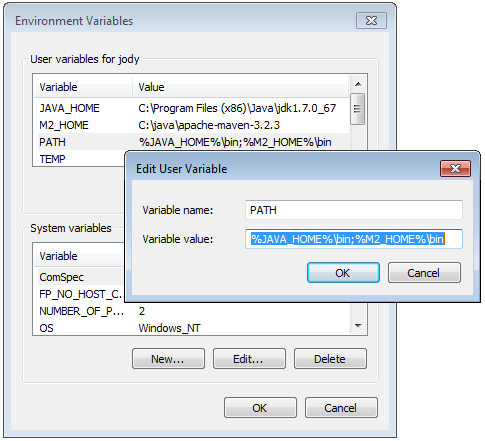 Environment Variables
User variables for jody
Variable Value
JAVA_HOME C:\Program Files (x86)\Java\jdk1.7.0_67
M2_HOME C:\java\apache-maven-3.2.3
PATH %JAVA_HOME%\bin;%M2_HOME%\bin
TEMP
Edit User Variable
Variable name: PATH
Variable value: %JAVA_HOME%\bin;%M2_HOME%\bin
OK Cancel
System variables
Variable
ComSpec
FP_NO_HOST_C...
NUMBER_OF_P... 2
OS Windows_NT
New... Edit... Delete
OK Cancel